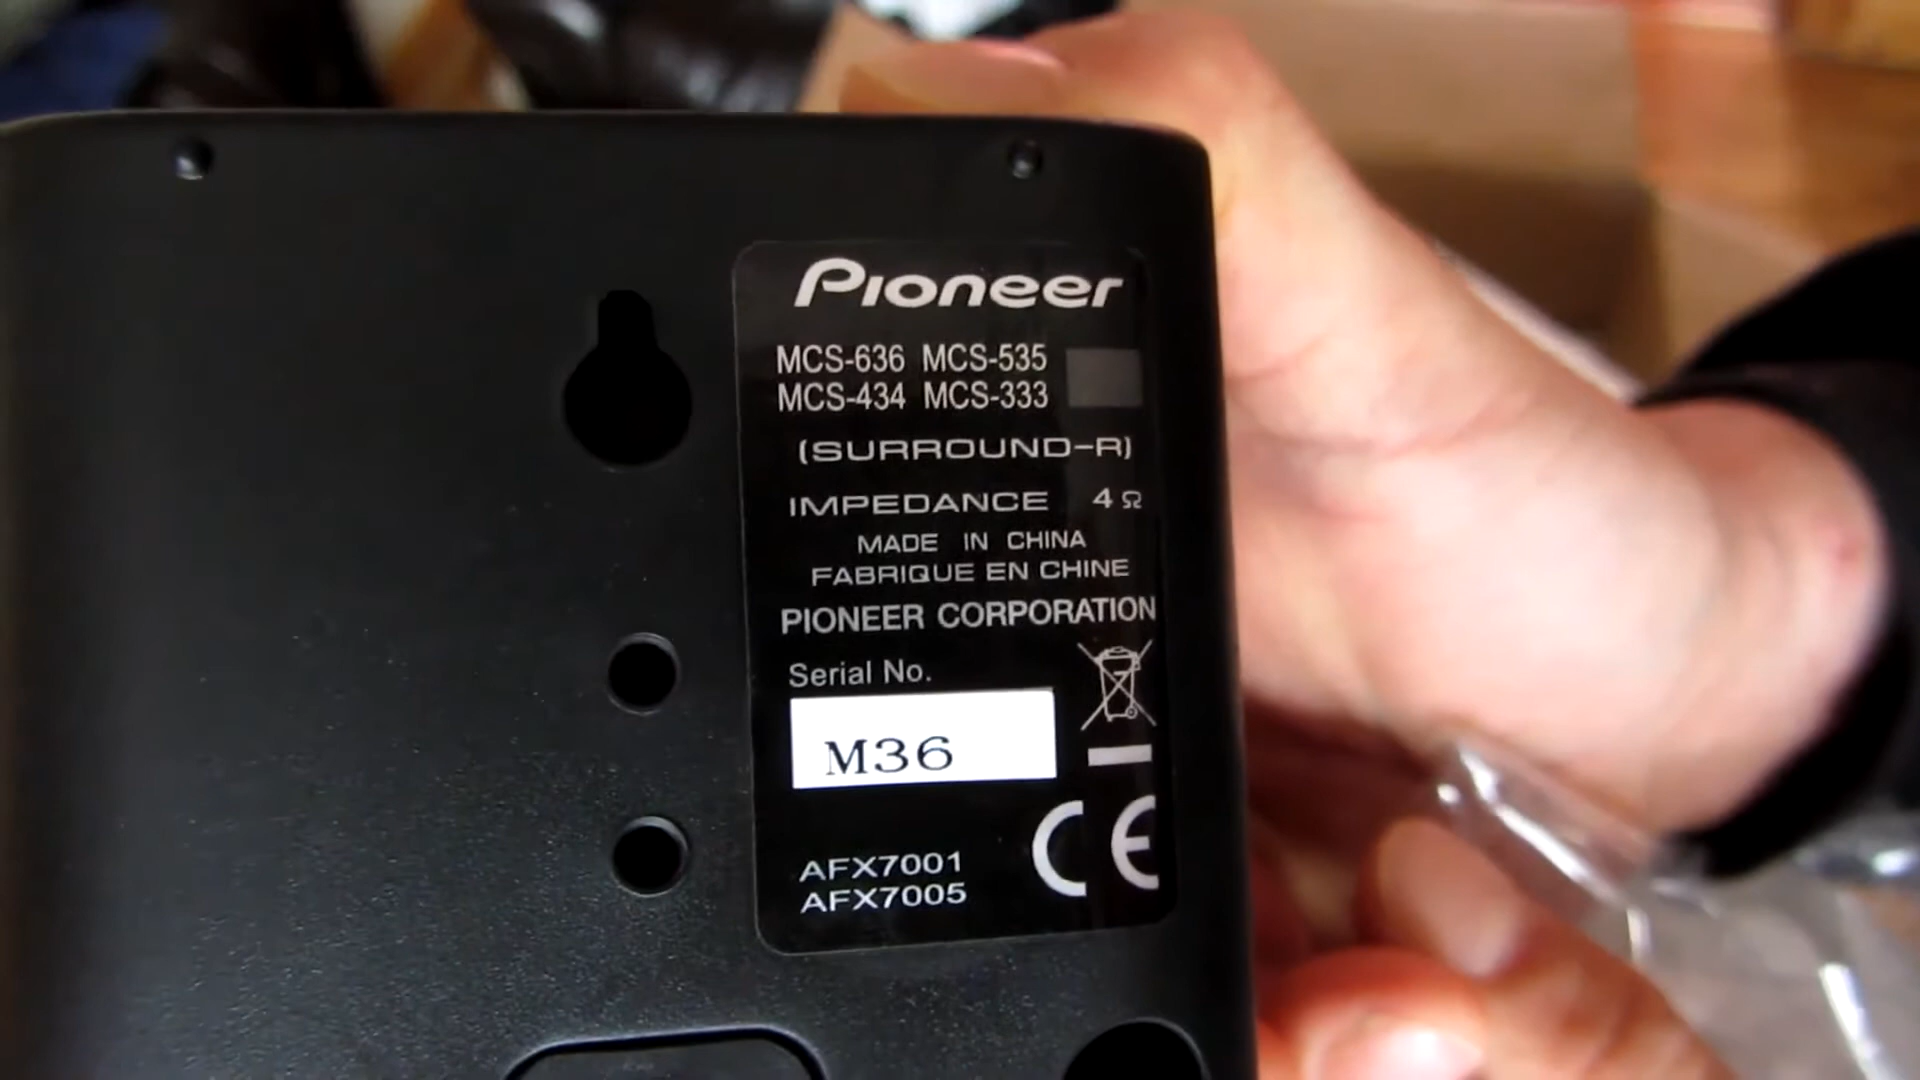 Pioneer
MCS-636 MCS-535
MCS-434 MCS-333
(SURROUND-R)
IMPEDANCE 4Ω
MADE IN CHINA
FABRIQUE EN CHINE
PIONEER CORPORATION
Serial No.
M36
CE
AFX7001
AFX7005